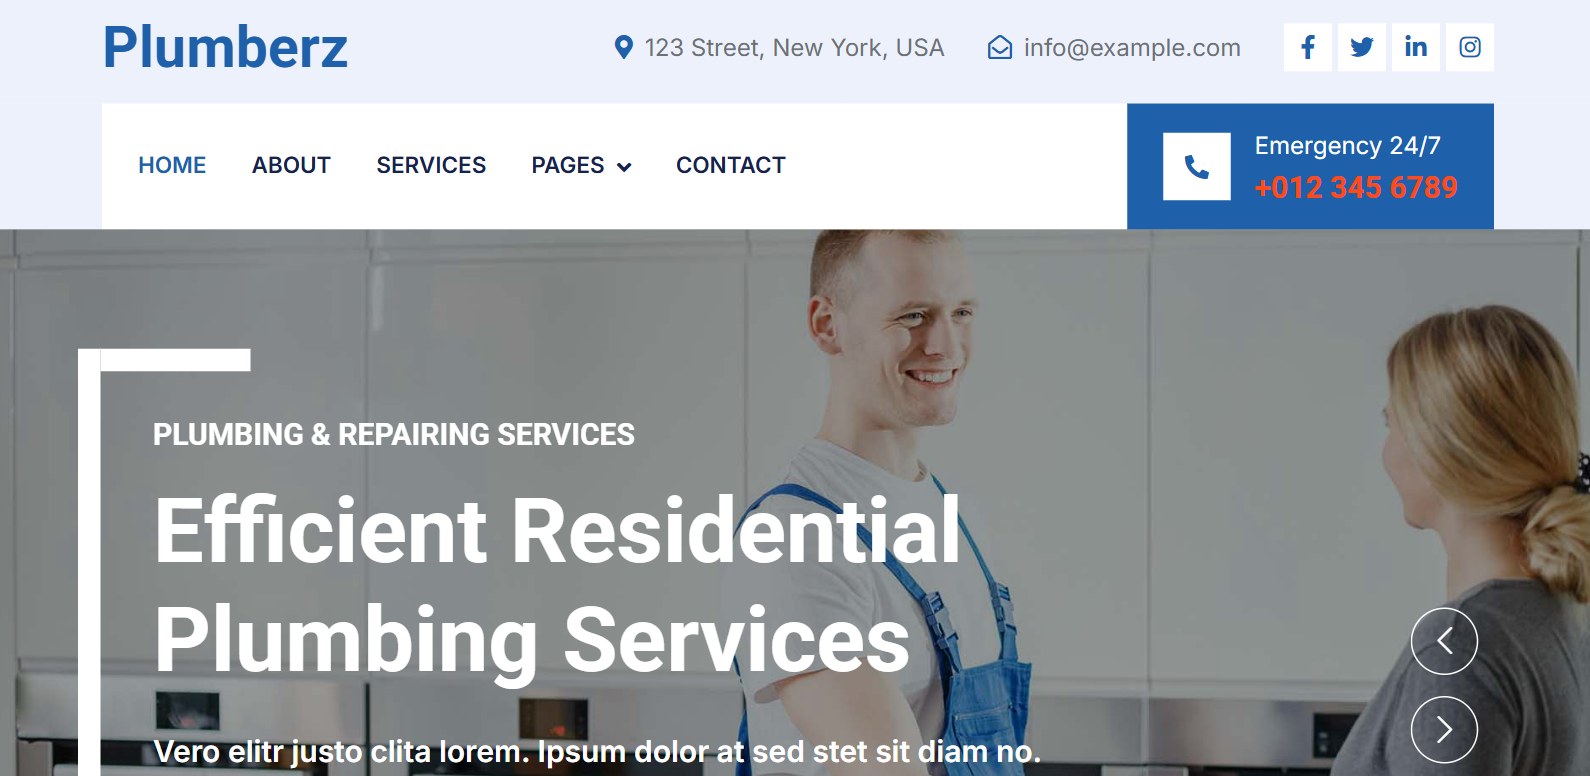 Plumberz
123 Street, New York, USA
info@example.com
HOME ABOUT SERVICES PAGES CONTACT
Emergency 24/7
+012 345 6789
PLUMBING & REPAIRING SERVICES
Efficient Residential
Plumbing Services
Vero elitr justo clita lorem. Ipsum dolor at sed stet sit diam no.